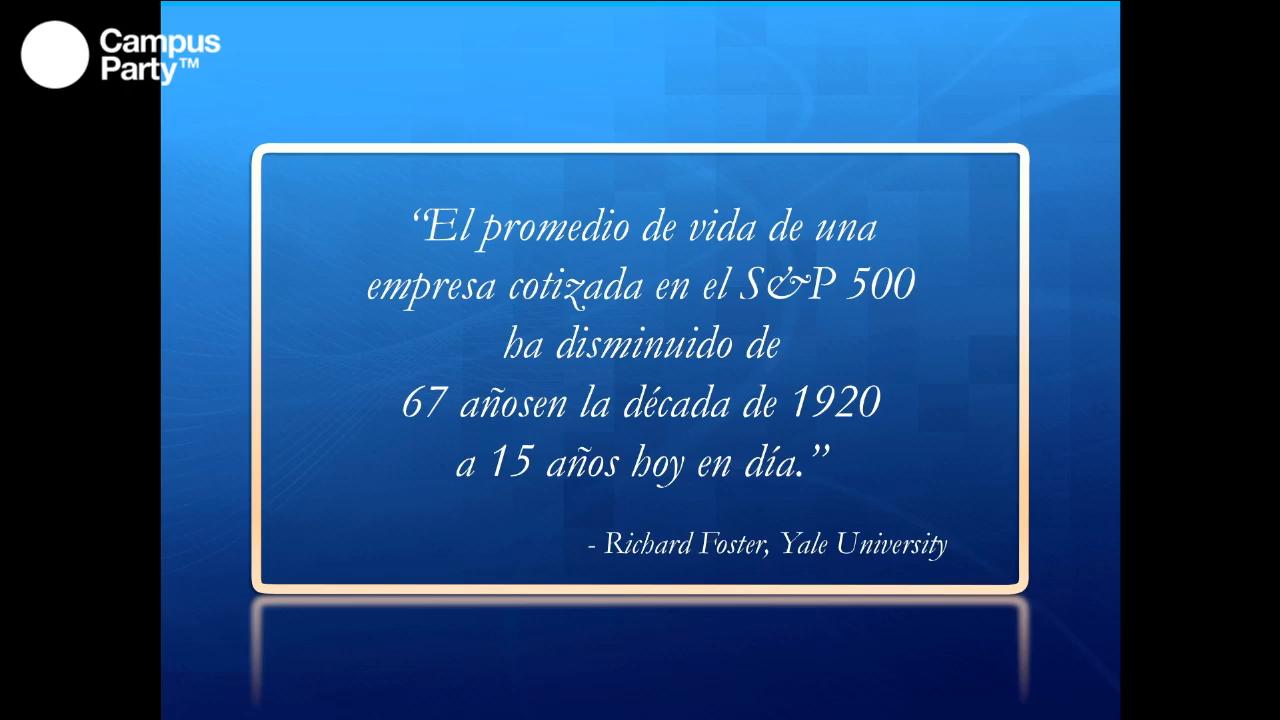 Campus
Party™
“El promedio de vida de una
empresa cotizada en el S&P 500
ha disminuido de
67 añosen la década de 1920
a 15 años hoy en día.”
- Richard Foster, Yale University